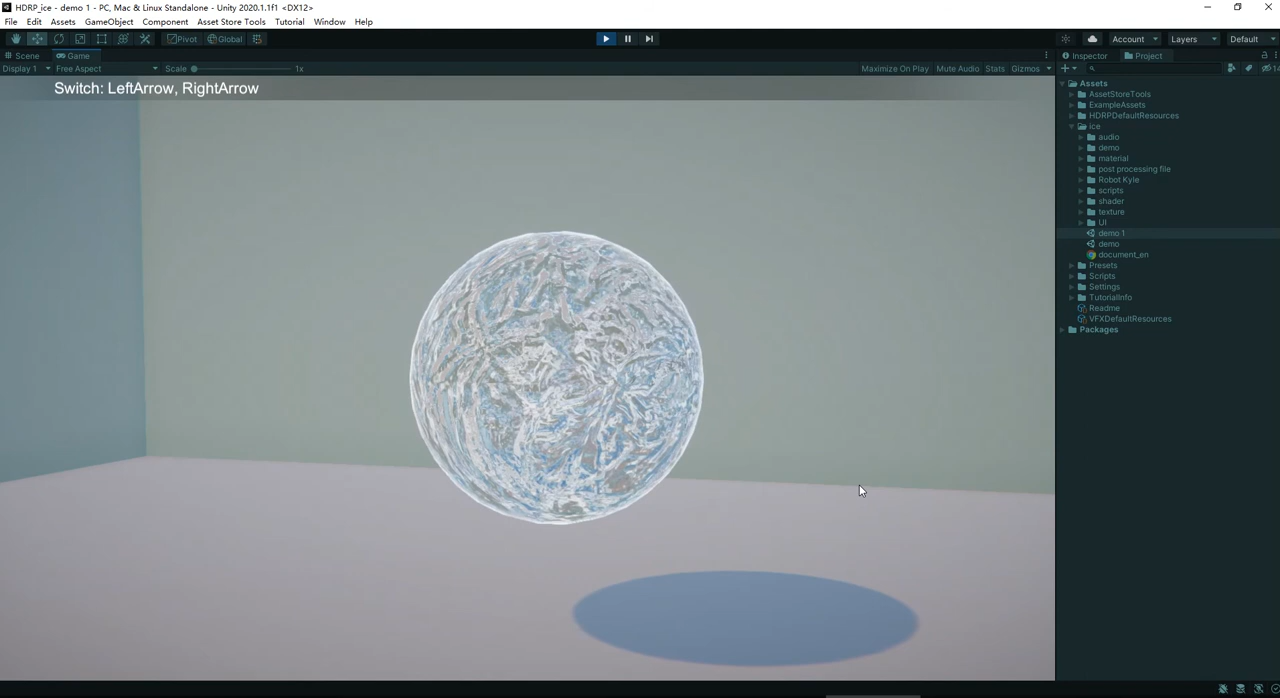 HDRP_ice - demo 1 - PC, Mac & Linux Standalone - Unity 2020.1.1f1 <DX12>
File Edit Assets GameObject Component Asset Store Tools Tutorial Window Help
Pivot Global Account Layers Default
Scene Game Inspector Project
Display 1 Free Aspect Scale 1x Maximize On Play Mute Audio Stats Gizmos
Switch: LeftArrow, RightArrow
Assets
AssetStoreTools
ExampleAssets
HDRPDefaultResources
ice
audio
demo
material
post processing file
Robot Kyle
scripts
shader
texture
UI
demo 1
demo
document_en
Presets
Scripts
Settings
TutorialInfo
Readme
VFXDefaultResources
Packages